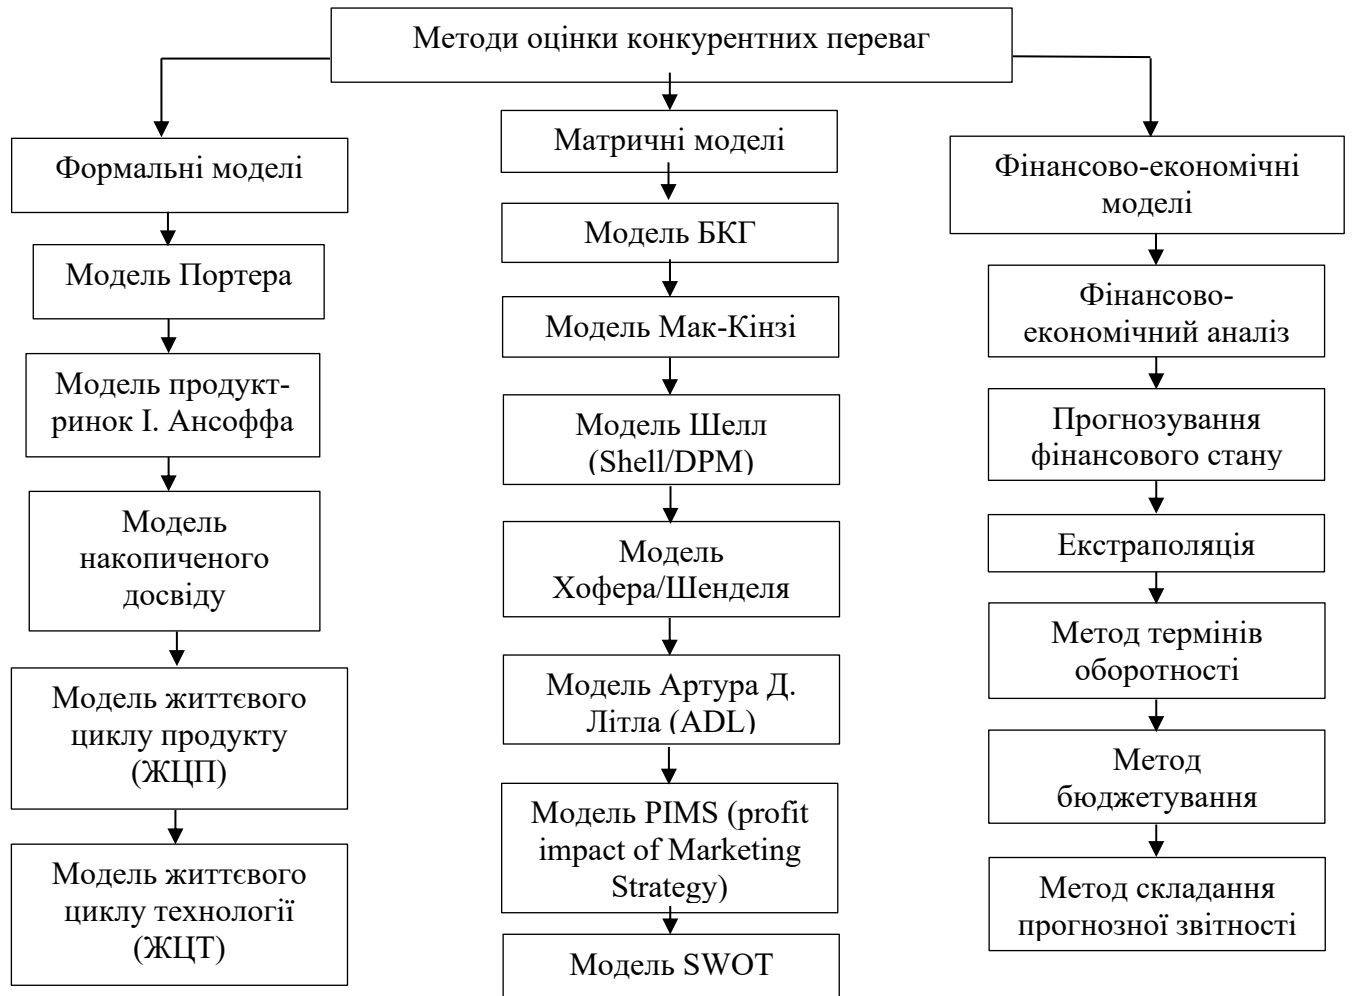 Методи оцінки конкурентних переваг
Формальні моделі
Модель Портера
Модель продукт-
ринок І. Ансоффа
Модель
накопиченого
досвіду
Модель життєвого
циклу продукту
(ЖЦП)
Модель життєвого
циклу технології
(ЖЦТ)
Матричні моделі
Модель БКГ
Модель Мак-Кінзі
Модель Шелл
(Shell/DPM)
Модель
Хофера/Шенделя
Модель Артура Д.
Літла (ADL)
Модель PIMS (profit
impact of Marketing
Strategy)
Модель SWOT
Фінансово-економічні
моделі
Фінансово-
економічний аналіз
Прогнозування
фінансового стану
Екстраполяція
Метод термінів
оборотності
Метод
бюджетування
Метод складання
прогнозної звітності